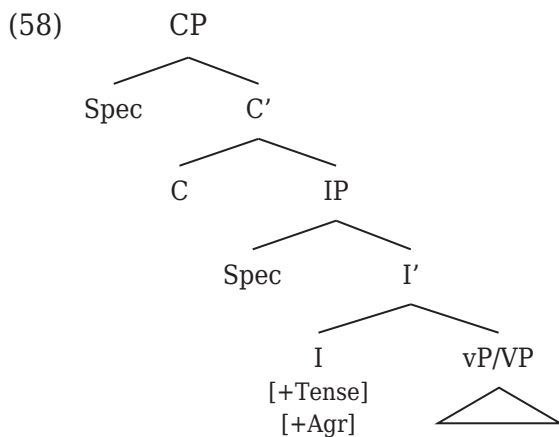 (58) CP
Spec C’
C IP
Spec I’
I vP/VP
[+Tense]
[+Agr]